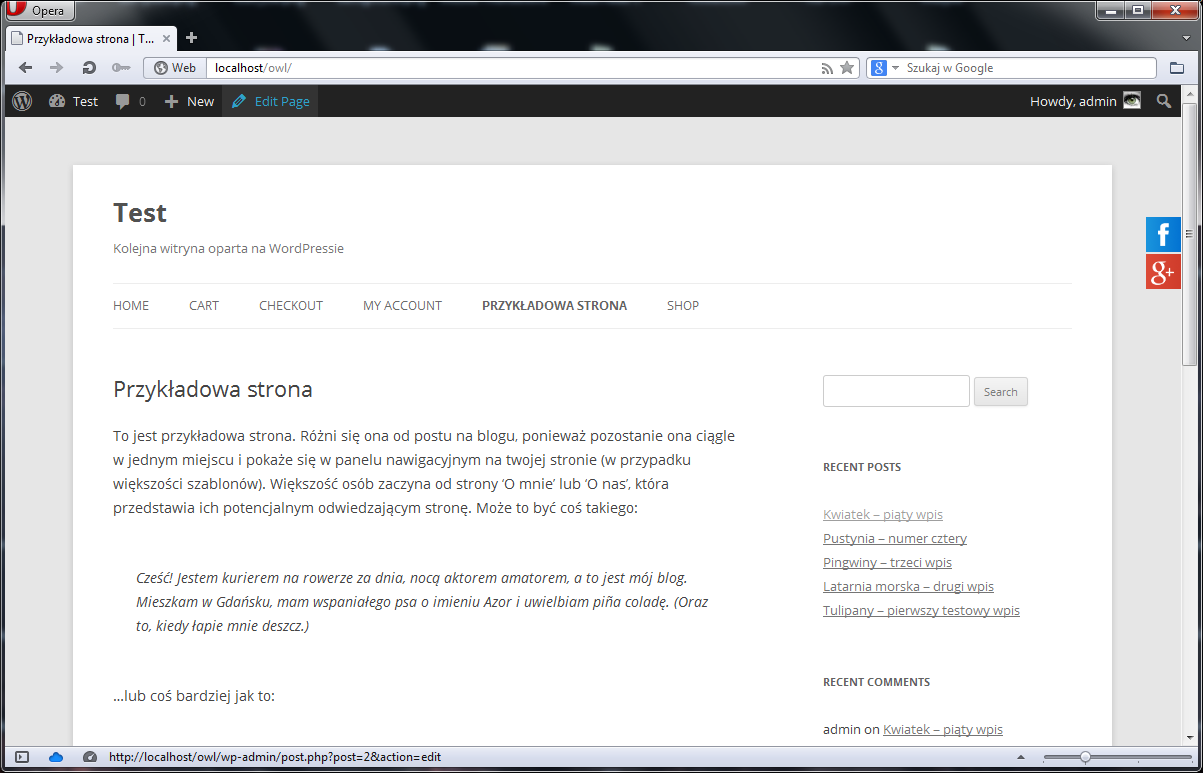 Opera
Przykładowa strona | T...
Web
localhost/owl/
Szukaj w Google
Test
0
New
Edit Page
Howdy, admin
Test
Kolejna witryna oparta na WordPressie
HOME
CART
CHECKOUT
MY ACCOUNT
PRZYKŁADOWA STRONA
SHOP
Przykładowa strona
To jest przykładowa strona. Różni się ona od postu na blogu, ponieważ pozostanie ona ciągle
w jednym miejscu i pokaże się w panelu nawigacyjnym na twojej stronie (w przypadku
większości szablonów). Większość osób zaczyna od strony ‘O mnie’ lub ‘O nas’, która
przedstawia ich potencjalnym odwiedzającym stronę. Może to być coś takiego:
Cześć! Jestem kurierem na rowerze za dnia, nocą aktorem amatorem, a to jest mój blog.
Mieszkam w Gdańsku, mam wspaniałego psa o imieniu Azor i uwielbiam piña coladę. (Oraz
to, kiedy łapie mnie deszcz.)
...lub coś bardziej jak to:
Search
RECENT POSTS
Kwiatek – piąty wpis
Pustynia – numer cztery
Pingwiny – trzeci wpis
Latarnia morska – drugi wpis
Tulipany – pierwszy testowy wpis
RECENT COMMENTS
admin on Kwiatek – piąty wpis
f
g+
http://localhost/owl/wp-admin/post.php?post=2&action=edit